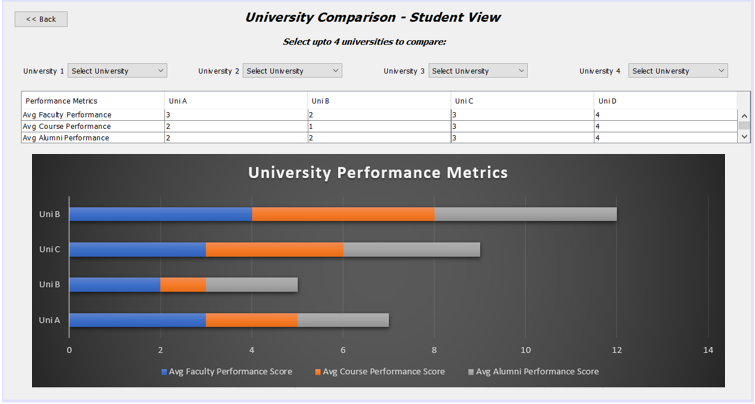 << Back
University Comparison - Student View
Select upto 4 universities to compare:
University 1 Select University University 2 Select University University 3 Select University University 4 Select University
Performance Metrics Uni A Uni B Uni C Uni D
Avg Faculty Performance 3 2 3 4
Avg Course Performance 2 1 3 4
Avg Alumni Performance 2 2 3 4
University Performance Metrics
Uni B
Uni C
Uni B
Uni A
0 2 4 6 8 10 12 14
Avg Faculty Performance Score Avg Course Performance Score Avg Alumni Performance Score